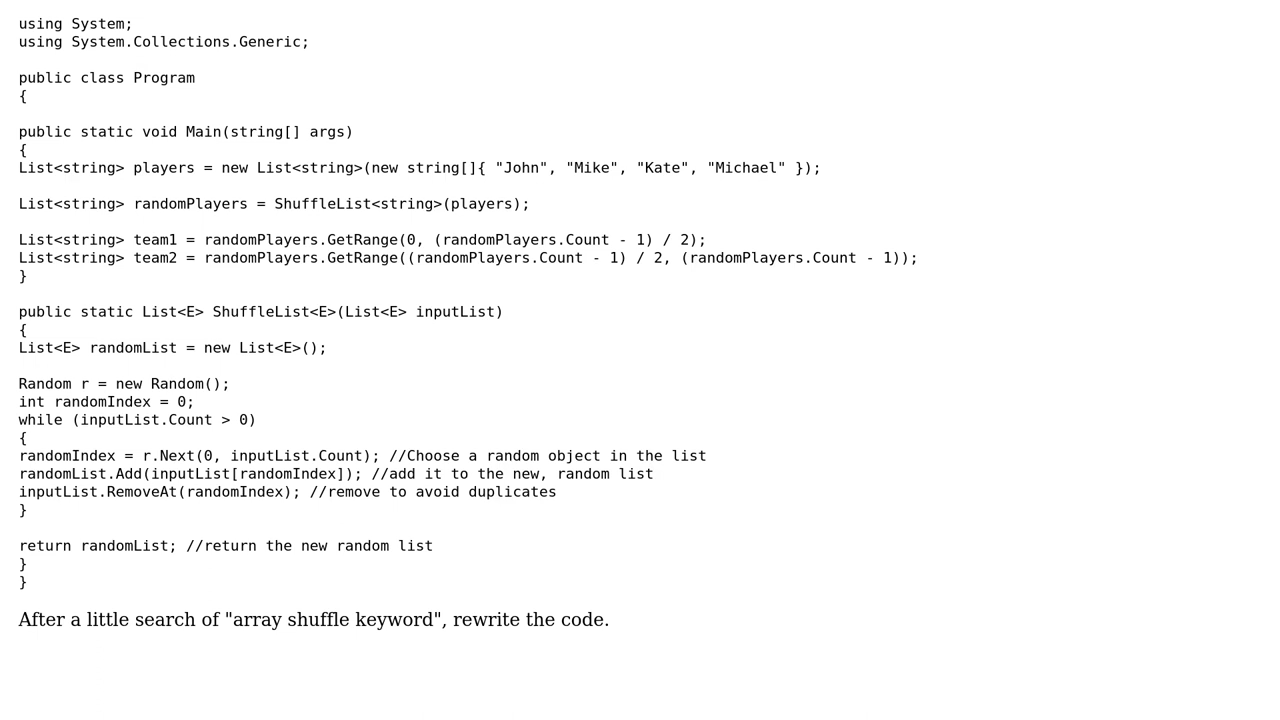 using System;
using System.Collections.Generic;

public class Program
{

public static void Main(string[] args)
{
List<string> players = new List<string>(new string[]{ "John", "Mike", "Kate", "Michael" });

List<string> randomPlayers = ShuffleList<string>(players);

List<string> team1 = randomPlayers.GetRange(0, (randomPlayers.Count - 1) / 2);
List<string> team2 = randomPlayers.GetRange((randomPlayers.Count - 1) / 2, (randomPlayers.Count - 1));
}

public static List<E> ShuffleList<E>(List<E> inputList)
{
List<E> randomList = new List<E>();

Random r = new Random();
int randomIndex = 0;
while (inputList.Count > 0)
{
randomIndex = r.Next(0, inputList.Count); //Choose a random object in the list
randomList.Add(inputList[randomIndex]); //add it to the new, random list
inputList.RemoveAt(randomIndex); //remove to avoid duplicates
}

return randomList; //return the new random list
}
}
After a little search of "array shuffle keyword", rewrite the code.